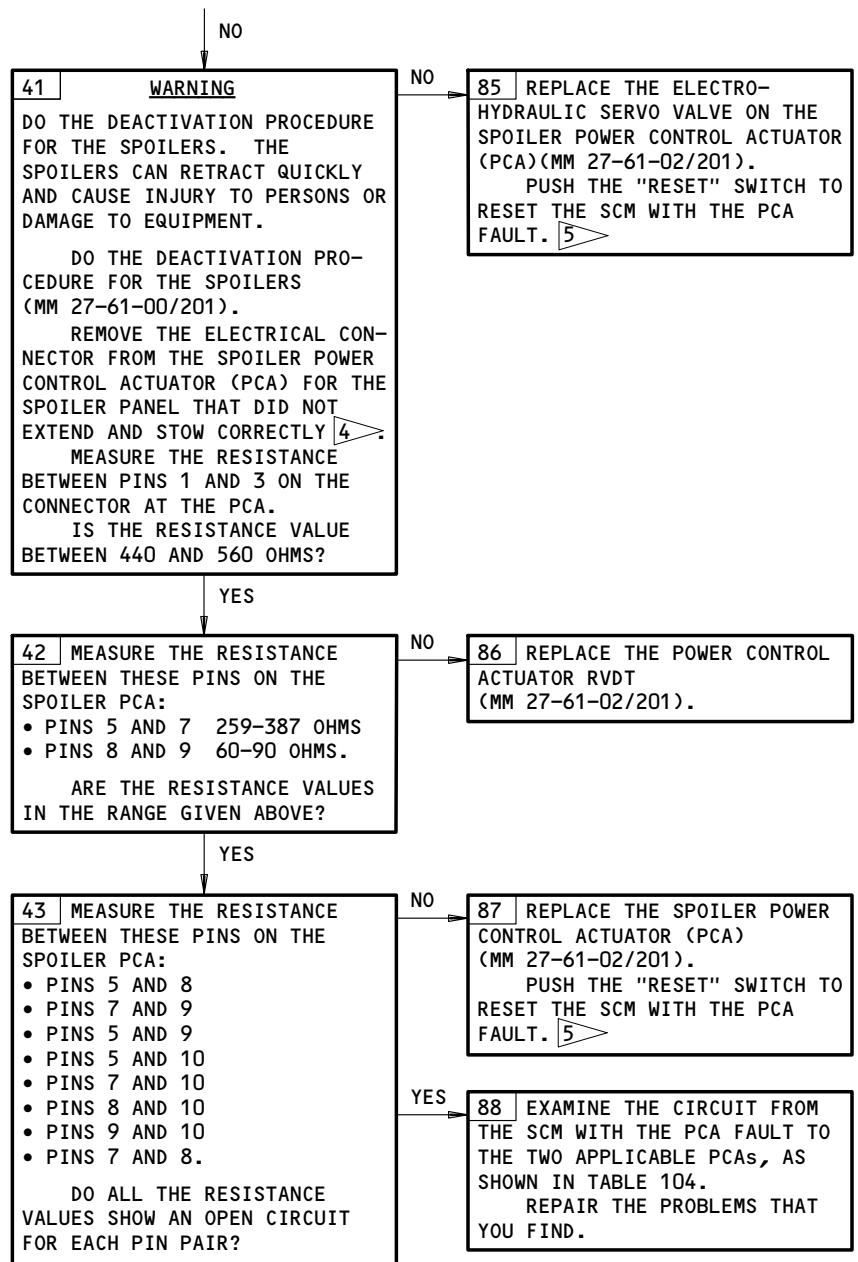 NO
41 WARNING
DO THE DEACTIVATION PROCEDURE
FOR THE SPOILERS. THE
SPOILERS CAN RETRACT QUICKLY
AND CAUSE INJURY TO PERSONS OR
DAMAGE TO EQUIPMENT.
DO THE DEACTIVATION PRO-
CEDURE FOR THE SPOILERS
(MM 27-61-00/201).
REMOVE THE ELECTRICAL CON-
NECTOR FROM THE SPOILER POWER
CONTROL ACTUATOR (PCA) FOR THE
SPOILER PANEL THAT DID NOT
EXTEND AND STOW CORRECTLY 4.
MEASURE THE RESISTANCE
BETWEEN PINS 1 AND 3 ON THE
CONNECTOR AT THE PCA.
IS THE RESISTANCE VALUE
BETWEEN 440 AND 560 OHMS?
NO
85 REPLACE THE ELECTRO-
HYDRAULIC SERVO VALVE ON THE
SPOILER POWER CONTROL ACTUATOR
(PCA)(MM 27-61-02/201).
PUSH THE "RESET" SWITCH TO
RESET THE SCM WITH THE PCA
FAULT. 5
YES
42 MEASURE THE RESISTANCE
BETWEEN THESE PINS ON THE
SPOILER PCA:
• PINS 5 AND 7 259-387 OHMS
• PINS 8 AND 9 60-90 OHMS.
ARE THE RESISTANCE VALUES
IN THE RANGE GIVEN ABOVE?
NO
86 REPLACE THE POWER CONTROL
ACTUATOR RVDT
(MM 27-61-02/201).
YES
43 MEASURE THE RESISTANCE
BETWEEN THESE PINS ON THE
SPOILER PCA:
• PINS 5 AND 8
• PINS 7 AND 9
• PINS 5 AND 9
• PINS 5 AND 10
• PINS 7 AND 10
• PINS 8 AND 10
• PINS 9 AND 10
• PINS 7 AND 8.
DO ALL THE RESISTANCE
VALUES SHOW AN OPEN CIRCUIT
FOR EACH PIN PAIR?
NO
87 REPLACE THE SPOILER POWER
CONTROL ACTUATOR (PCA)
(MM 27-61-02/201).
PUSH THE "RESET" SWITCH TO
RESET THE SCM WITH THE PCA
FAULT. 5
YES
88 EXAMINE THE CIRCUIT FROM
THE SCM WITH THE PCA FAULT TO
THE TWO APPLICABLE PCAs, AS
SHOWN IN TABLE 104.
REPAIR THE PROBLEMS THAT
YOU FIND.